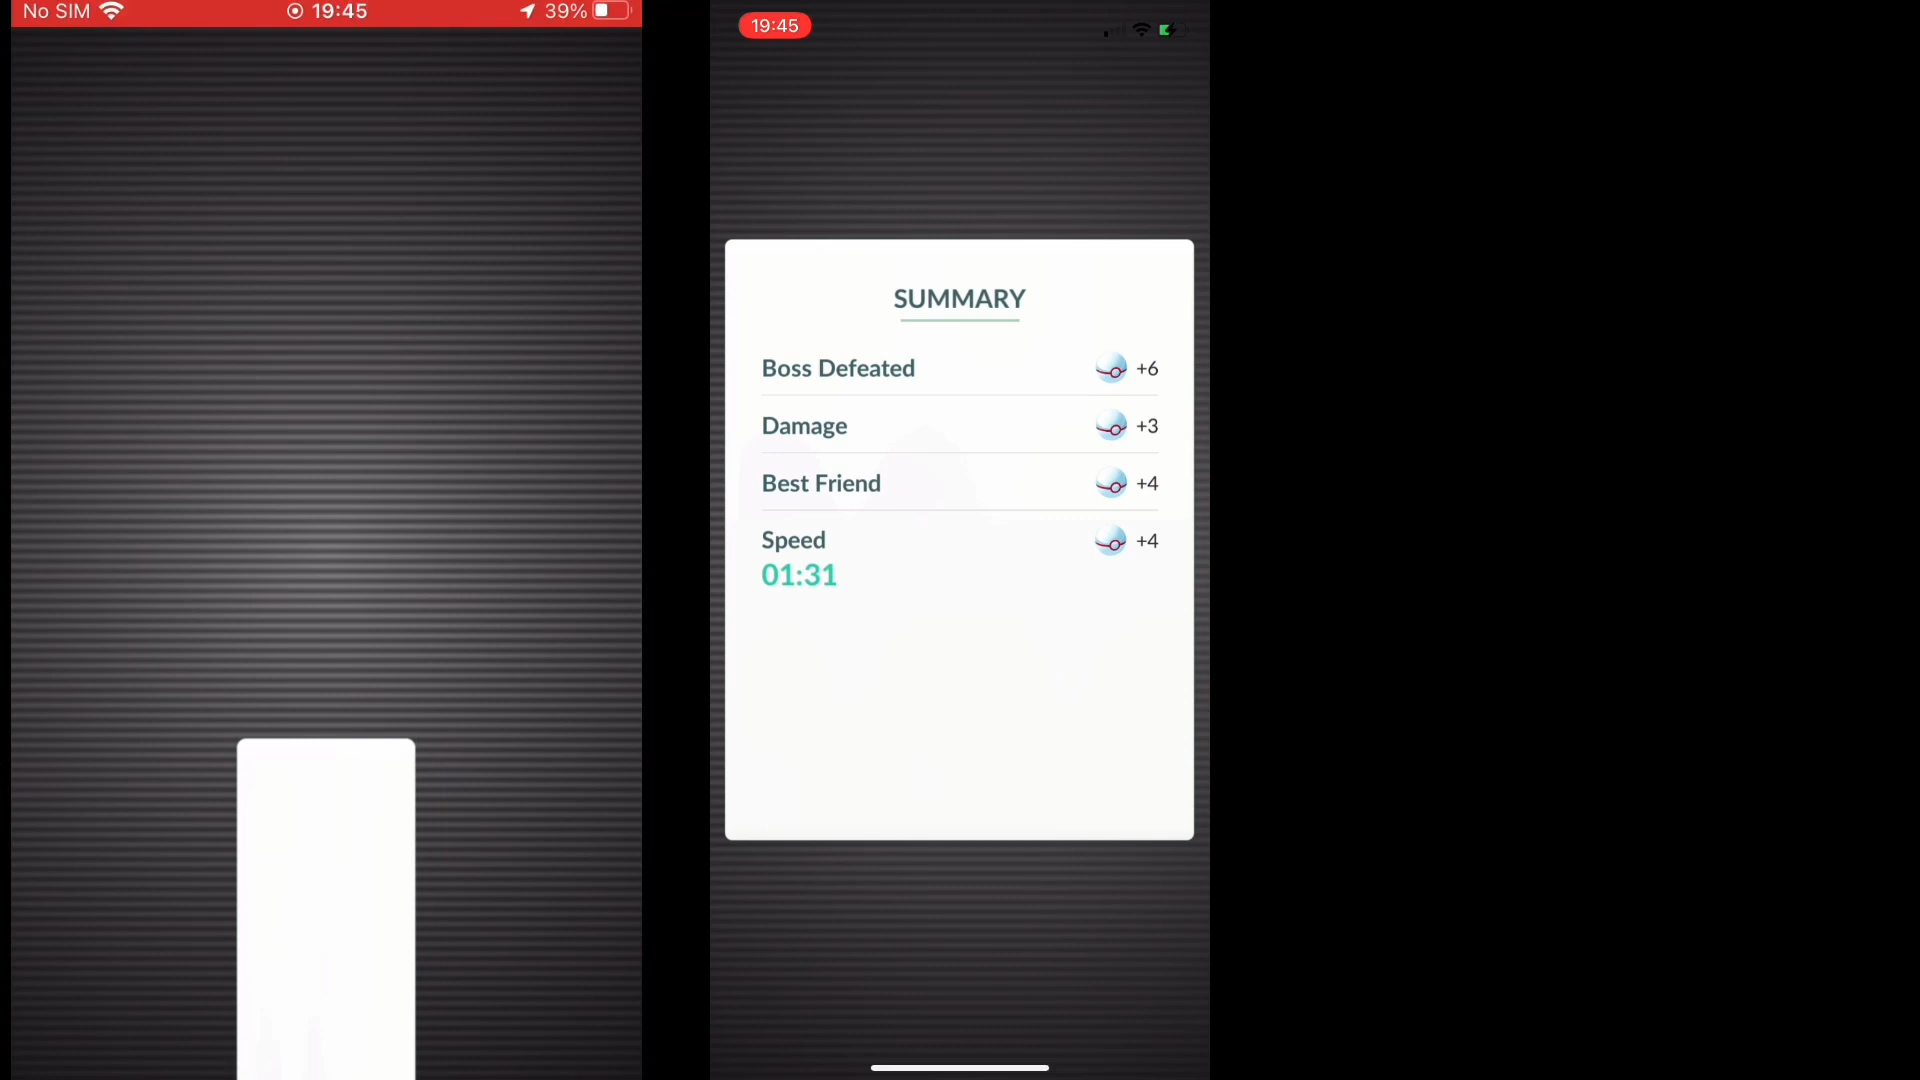 No SIM 19:45 39%
19:45
SUMMARY
Boss Defeated +6
Damage +3
Best Friend +4
Speed +4
01:31